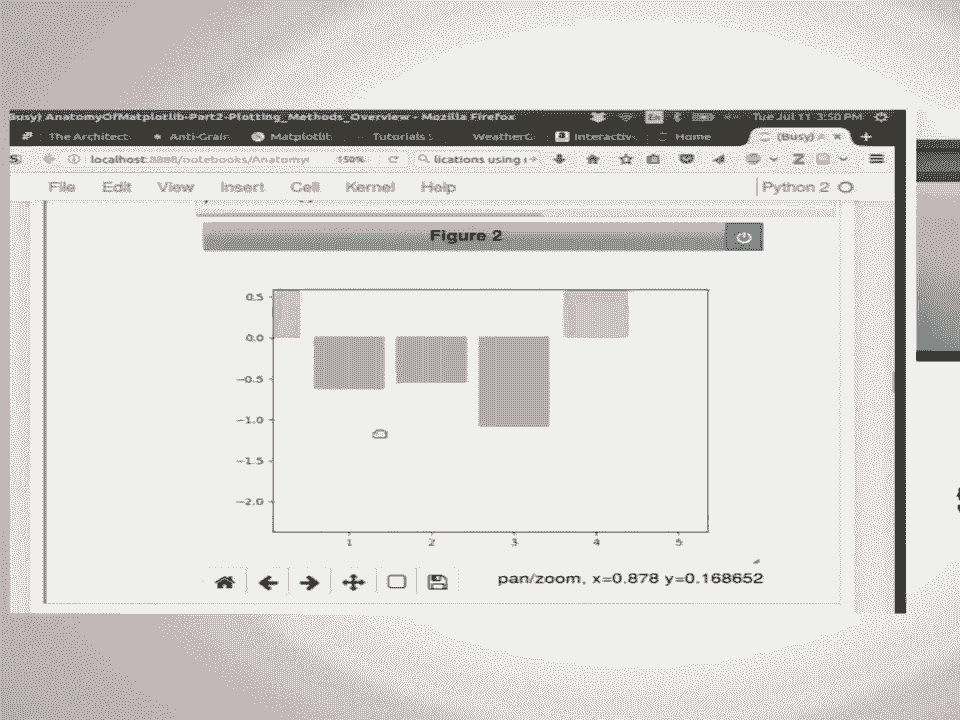 Busy) AnatomyOfMatplotlib-Part2-Plotting_Methods_Overview - Mozilla Firefox
En
Tue Jul 11 3:50 PM
The Architect
Anti-Grain
Matplotlib
Tutorials
WeatherG
Interactiv
Home
(Busy) A
localhost:8888/notebooks/Anatomy
150%
lications using
File Edit View Insert Cell Kernel Help
Python 2
Figure 2
0.5
0.0
−0.5
−1.0
−1.5
−2.0
1 2 3 4 5
pan/zoom, x=0.878 y=0.168652